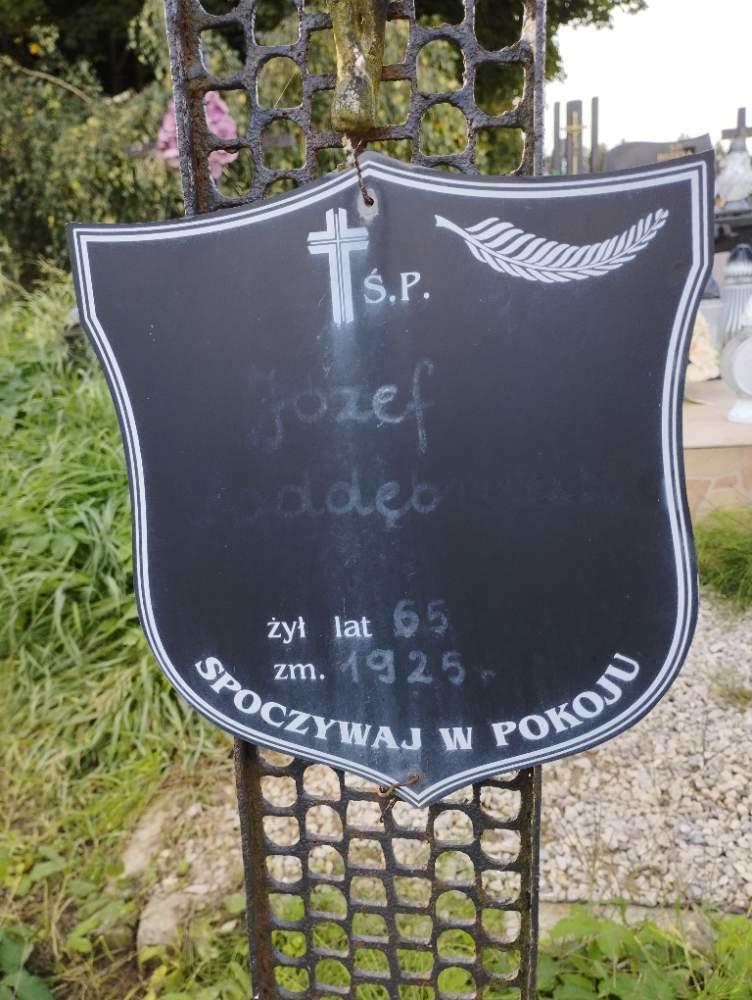 Ś.P.
Józef
żył lat 65
zm. 1925.
SPOCZYWAJ W POKOJU